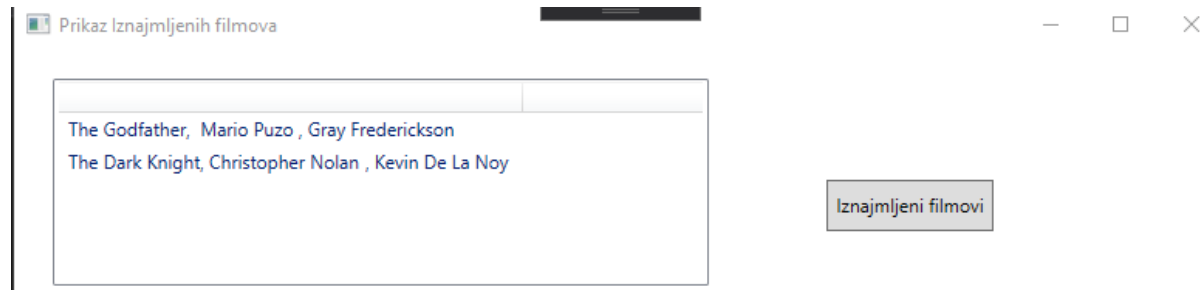 Prikaz Iznajmljenih filmova
The Godfather,  Mario Puzo , Gray Frederickson
The Dark Knight, Christopher Nolan , Kevin De La Noy
Iznajmljeni filmovi